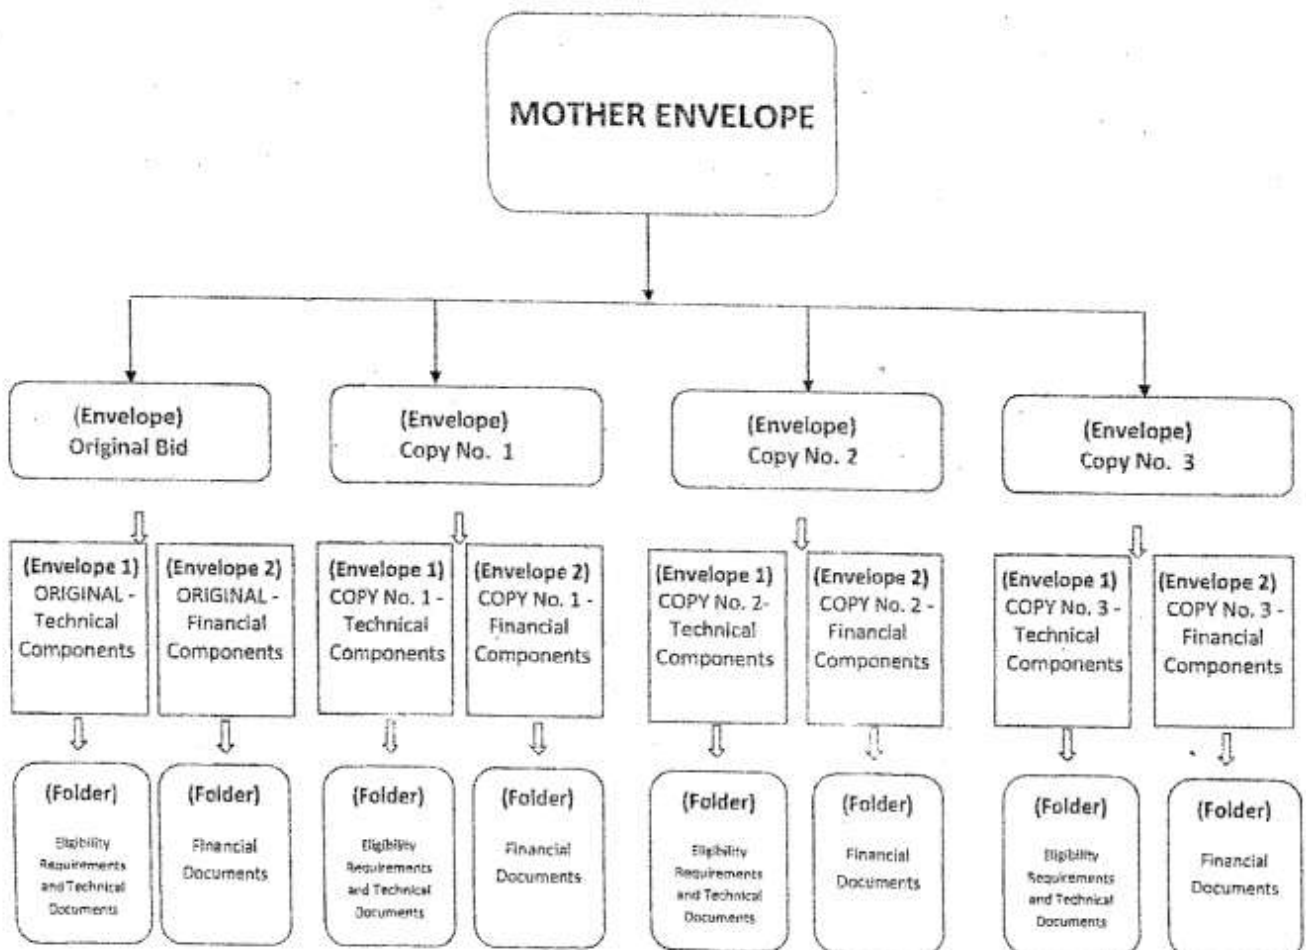 MOTHER ENVELOPE
(Envelope)
Original Bid
(Envelope)
Copy No. 1
(Envelope)
Copy No. 2
(Envelope)
Copy No. 3
(Envelope 1)
ORIGINAL -
Technical
Components
(Envelope 2)
ORIGINAL -
Financial
Components
(Envelope 1)
COPY No. 1 -
Technical
Components
(Envelope 2)
COPY No. 1 -
Financial
Components
(Envelope 1)
COPY No. 2-
Technical
Components
(Envelope 2)
COPY No. 2 -
Financial
Components
(Envelope 1)
COPY No. 3 -
Technical
Components
(Envelope 2)
COPY No. 3 -
Financial
Components
(Folder)
Eligibility
Requirements
and Technical
Documents
(Folder)
Financial
Documents
(Folder)
Eligibility
Requirements
and Technical
Documents
(Folder)
Financial
Documents
(Folder)
Eligibility
Requirements
and Technical
Documents
(Folder)
Financial
Documents
(Folder)
Eligibility
Requirements
and Technical
Documents
(Folder)
Financial
Documents